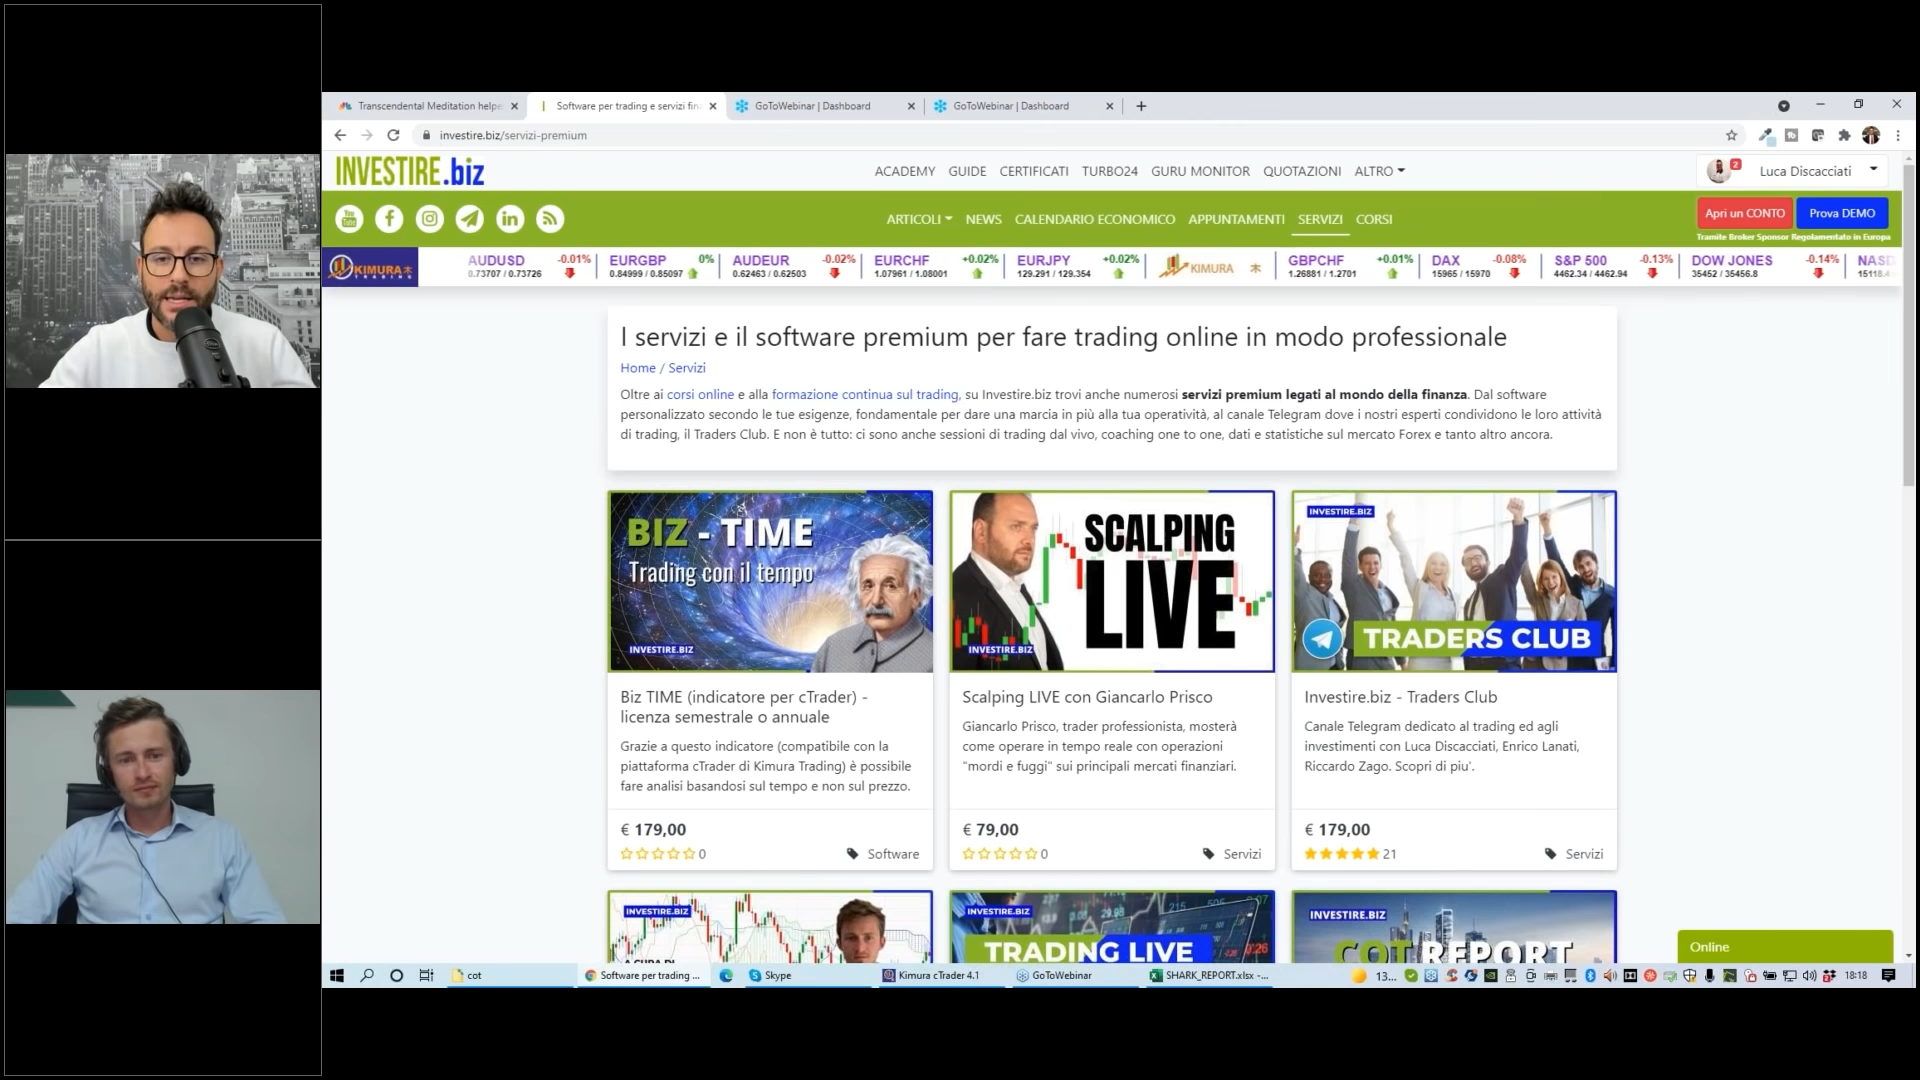 Transcendental Meditation helpe
Software per trading e servizi fin
GoToWebinar | Dashboard
GoToWebinar | Dashboard
investire.biz/servizi-premium
INVESTIRE.biz
ACADEMY GUIDE CERTIFICATI TURBO24 GURU MONITOR QUOTAZIONI ALTRO
2
Luca Discacciati
ARTICOLI NEWS CALENDARIO ECONOMICO APPUNTAMENTI SERVIZI CORSI
Apri un CONTO
Prova DEMO
Tramite Broker Sponsor Regolamentato in Europa
KIMURA木
TRADING
AUDUSD -0.01%
0.73707 / 0.73726
EURGBP 0%
0.84999 / 0.85097
AUDEUR -0.02%
0.62463 / 0.62503
EURCHF +0.02%
1.07961 / 1.08001
EURJPY +0.02%
129.291 / 129.354
KIMURA 木
GBPCHF +0.01%
1.26881 / 1.2701
DAX -0.08%
15965 / 15970
S&P 500 -0.13%
4462.34 / 4462.94
DOW JONES -0.14%
35452 / 35456.8
NASD
I servizi e il software premium per fare trading online in modo professionale
Home / Servizi
Oltre ai corsi online e alla formazione continua sul trading, su Investire.biz trovi anche numerosi servizi premium legati al mondo della finanza. Dal software
personalizzato secondo le tue esigenze, fondamentale per dare una marcia in più alla tua operatività, al canale Telegram dove i nostri esperti condividono le loro attività
di trading, il Traders Club. E non è tutto: ci sono anche sessioni di trading dal vivo, coaching one to one, dati e statistiche sul mercato Forex e tanto altro ancora.
BIZ - TIME
Trading con il tempo
INVESTIRE.BIZ
Biz TIME (indicatore per cTrader) -
licenza semestrale o annuale
Grazie a questo indicatore (compatibile con la
piattaforma cTrader di Kimura Trading) è possibile
fare analisi basandosi sul tempo e non sul prezzo.
€ 179,00
0
Software
SCALPING
LIVE
INVESTIRE.BIZ
Scalping LIVE con Giancarlo Prisco
Giancarlo Prisco, trader professionista, mosterà
come operare in tempo reale con operazioni
"mordi e fuggi" sui principali mercati finanziari.
€ 79,00
0
Servizi
INVESTIRE.BIZ
TRADERS CLUB
Investire.biz - Traders Club
Canale Telegram dedicato al trading ed agli
investimenti con Luca Discacciati, Enrico Lanati,
Riccardo Zago. Scopri di piu'.
€ 179,00
21
Servizi
INVESTIRE.BIZ
INVESTIRE.BIZ
TRADING LIVE
INVESTIRE.BIZ
COT REPORT
Online
cot
Software per trading ...
Skype
Kimura cTrader 4.1
GoToWebinar
SHARK_REPORT.xlsx -...
13...
18:18